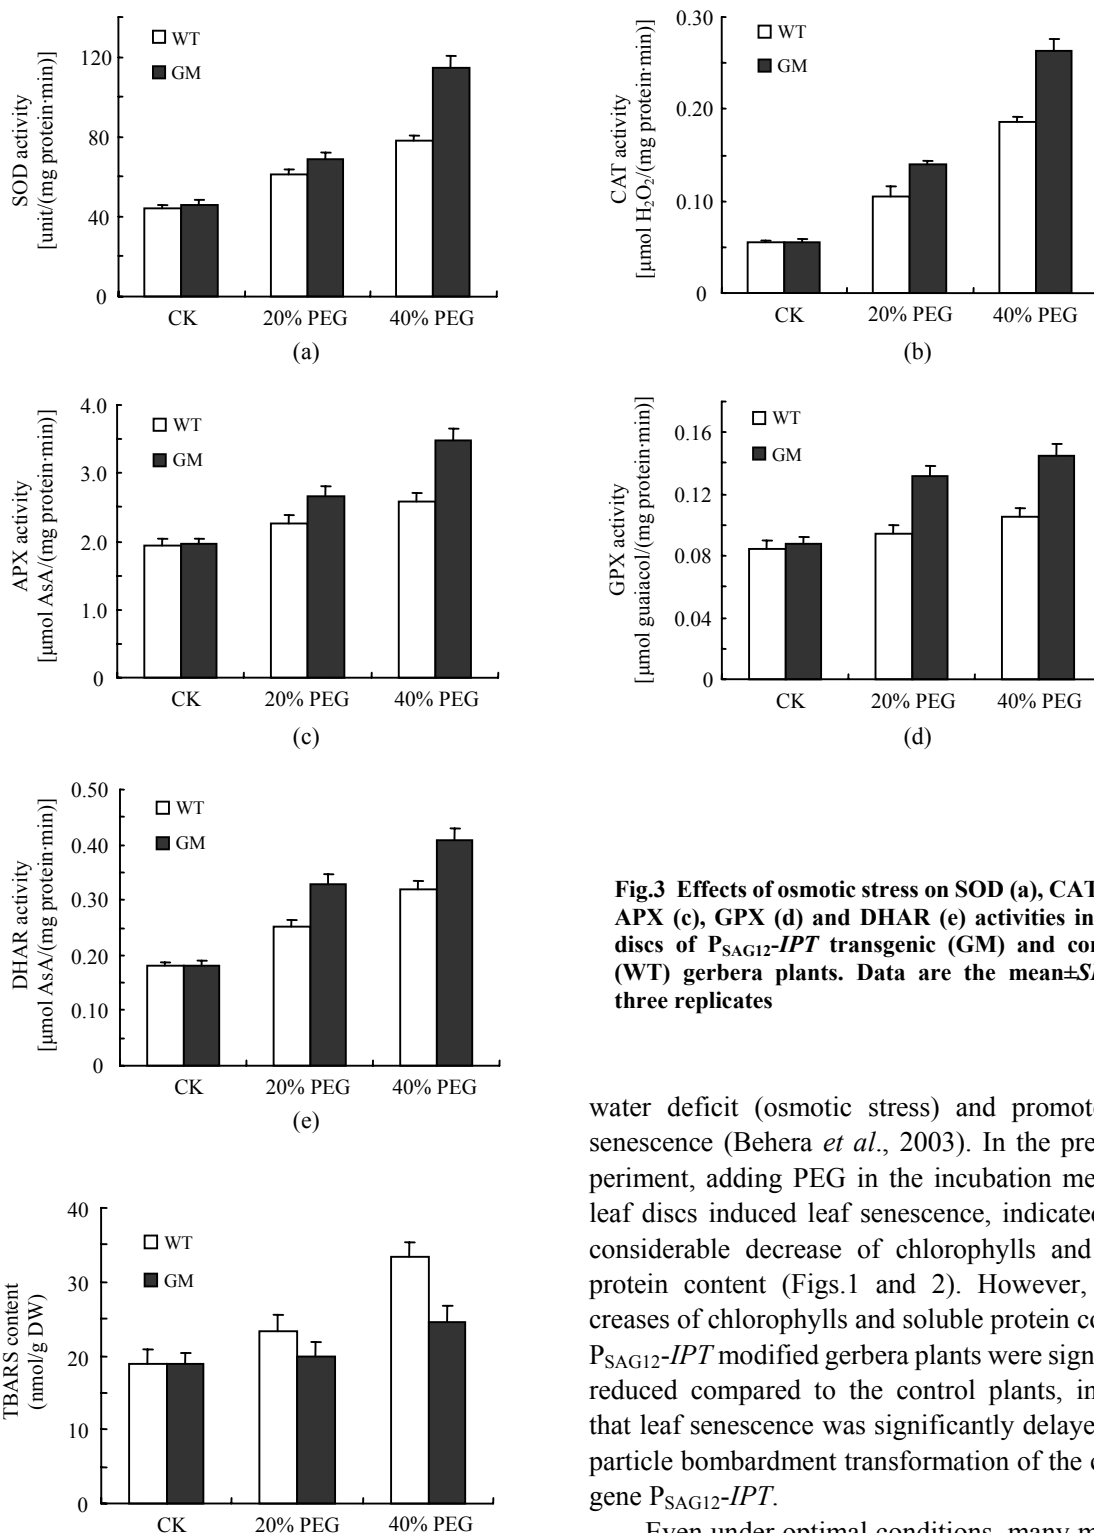 SOD activity
[unit/(mg protein·min)]
120
80
40
0
WT
GM
CK 20% PEG 40% PEG
(a)
CAT activity
[μmol H₂O₂/(mg protein·min)]
0.30
0.20
0.10
0
WT
GM
CK 20% PEG 40% PEG
(b)
APX activity
[μmol AsA/(mg protein·min)]
4.0
3.0
2.0
1.0
0
WT
GM
CK 20% PEG 40% PEG
(c)
GPX activity
[μmol guaiacol/(mg protein·min)]
0.16
0.12
0.08
0.04
0
WT
GM
CK 20% PEG 40% PEG
(d)
DHAR activity
[μmol AsA/(mg protein·min)]
0.50
0.40
0.30
0.20
0.10
0
WT
GM
CK 20% PEG 40% PEG
(e)
Fig.3 Effects of osmotic stress on SOD (a), CAT
APX (c), GPX (d) and DHAR (e) activities in
discs of P<sub>SAG12</sub>-IPT transgenic (GM) and con
(WT) gerbera plants. Data are the mean±S
three replicates
TBARS content
(nmol/g DW)
40
30
20
10
0
WT
GM
CK 20% PEG 40% PEG
water deficit (osmotic stress) and promot
senescence (Behera et al., 2003). In the pre
periment, adding PEG in the incubation me
leaf discs induced leaf senescence, indicated
considerable decrease of chlorophylls and
protein content (Figs.1 and 2). However,
creases of chlorophylls and soluble protein co
P<sub>SAG12</sub>-IPT modified gerbera plants were sign
reduced compared to the control plants, in
that leaf senescence was significantly delaye
particle bombardment transformation of the c
gene P<sub>SAG12</sub>-IPT.
Even under optimal conditions, many m